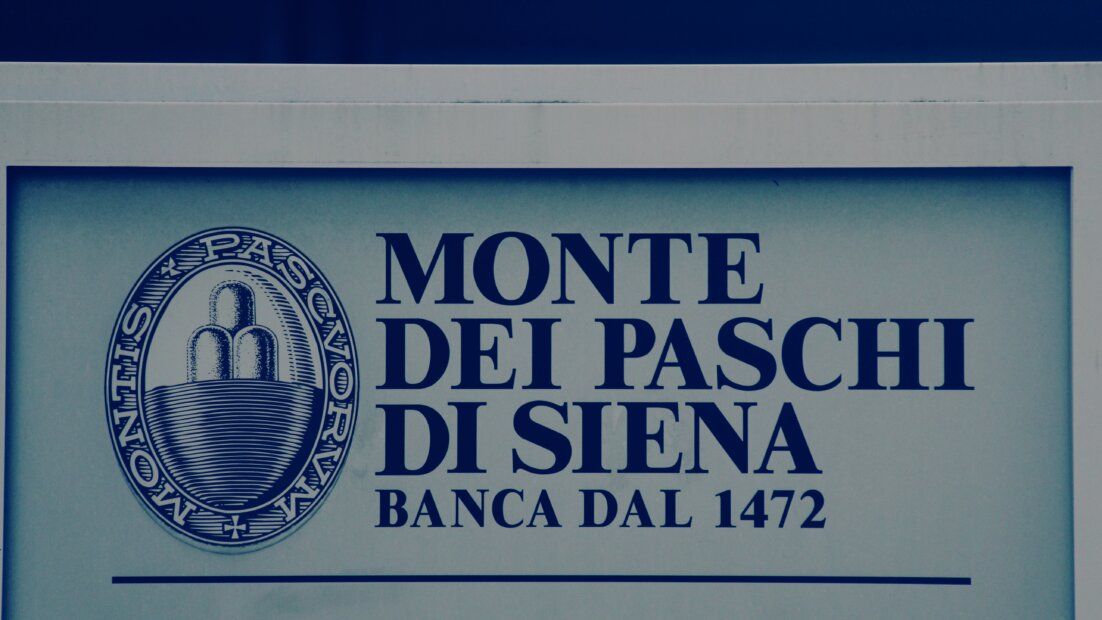 MONTIS PASCVORVM
MONTE
DEI PASCHI
DI SIENA
BANCA DAL 1472